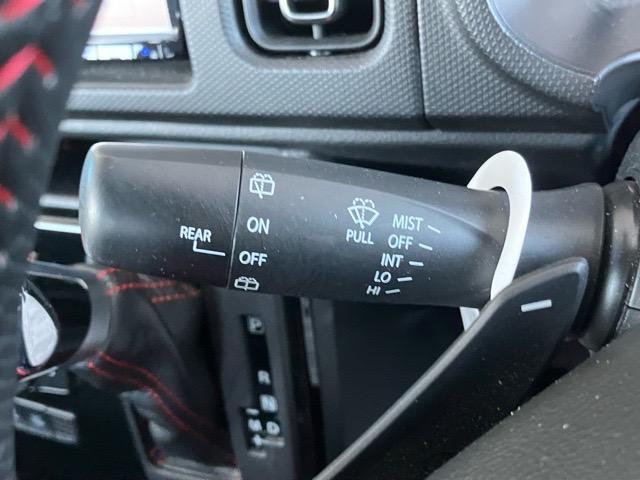 REAR
ON
OFF
PULL
MIST
OFF
INT
LO
HI
P
R
N
M D
+